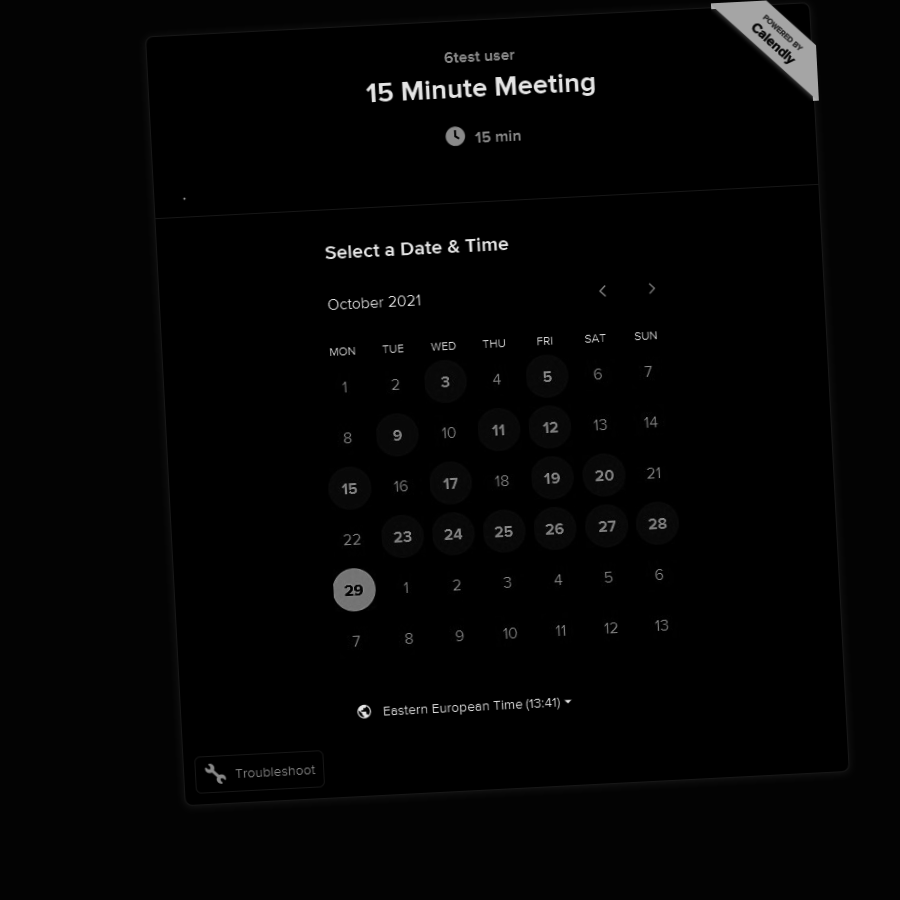 POWERED BY
Calendly
6test user
15 Minute Meeting
15 min
.
Select a Date & Time
October 2021
MON TUE WED THU FRI SAT SUN
1 2 3 4 5 6 7
8 9 10 11 12 13 14
15 16 17 18 19 20 21
22 23 24 25 26 27 28
29 1 2 3 4 5 6
7 8 9 10 11 12 13
Eastern European Time (13:41)
Troubleshoot